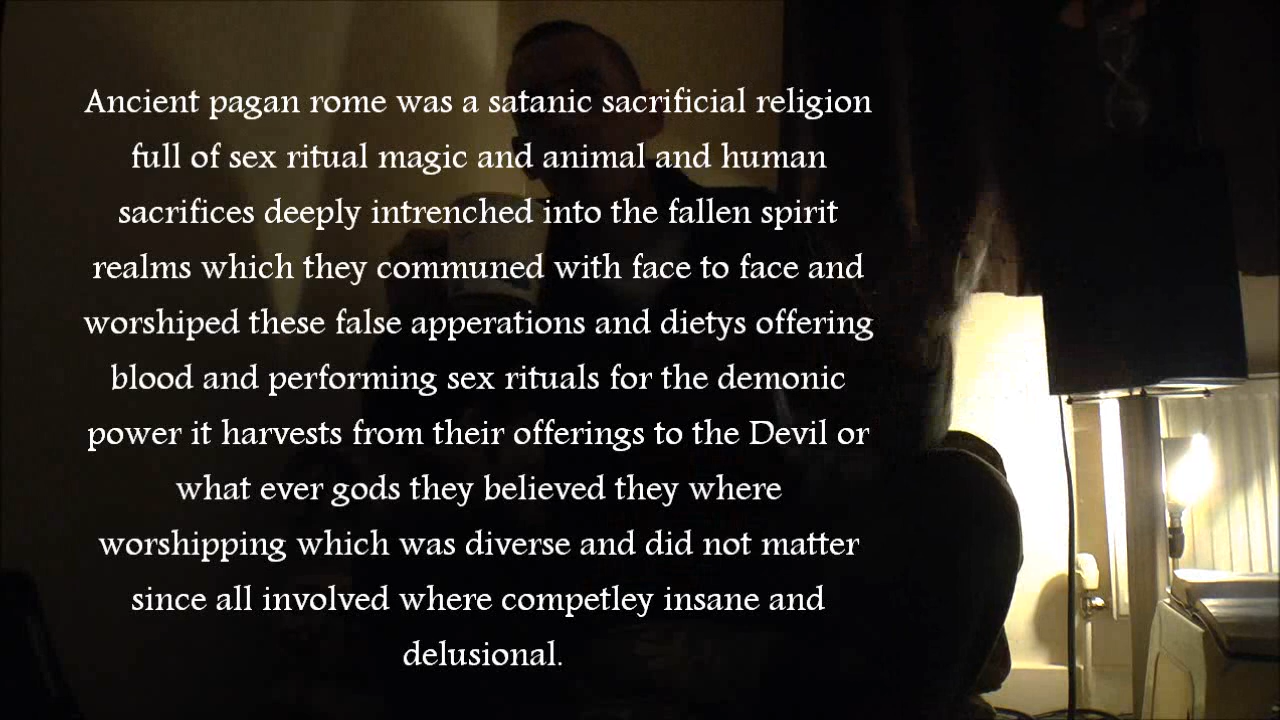 Ancient pagan rome was a satanic sacrificial religion
full of sex ritual magic and animal and human
sacrifices deeply intrenched into the fallen spirit
realms which they communed with face to face and
worshiped these false apperations and dietys offering
blood and performing sex rituals for the demonic
power it harvests from their offerings to the Devil or
what ever gods they believed they where
worshipping which was diverse and did not matter
since all involved where competley insane and
delusional.